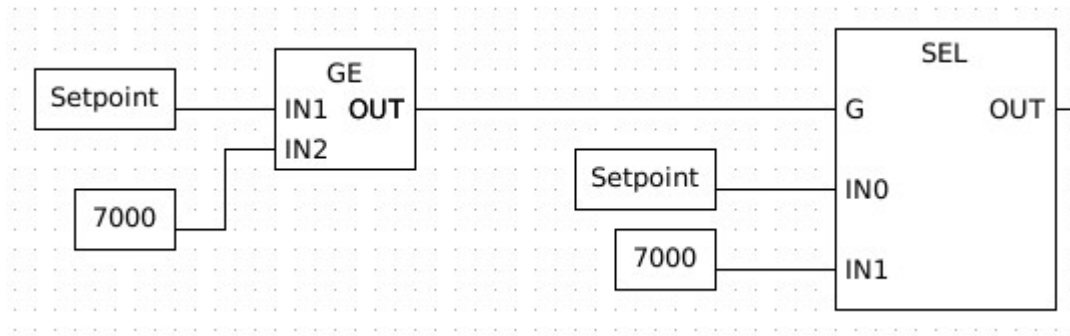 GE
Setpoint
IN1 OUT
IN2
7000
SEL
G OUT
Setpoint
IN0
7000
IN1